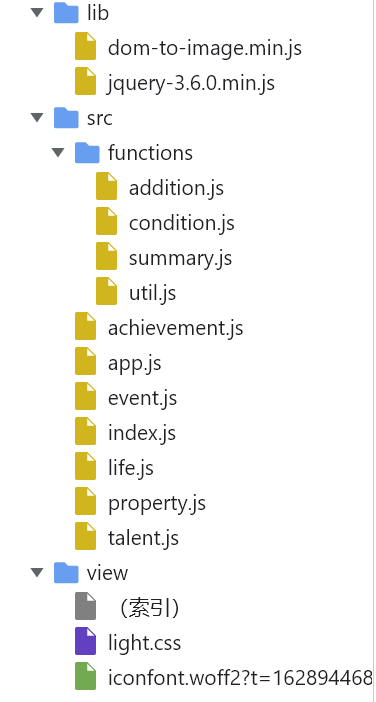 lib
dom-to-image.min.js
jquery-3.6.0.min.js
src
functions
addition.js
condition.js
summary.js
util.js
achievement.js
app.js
event.js
index.js
life.js
property.js
talent.js
view
（索引）
light.css
iconfont.woff2?t=162894468